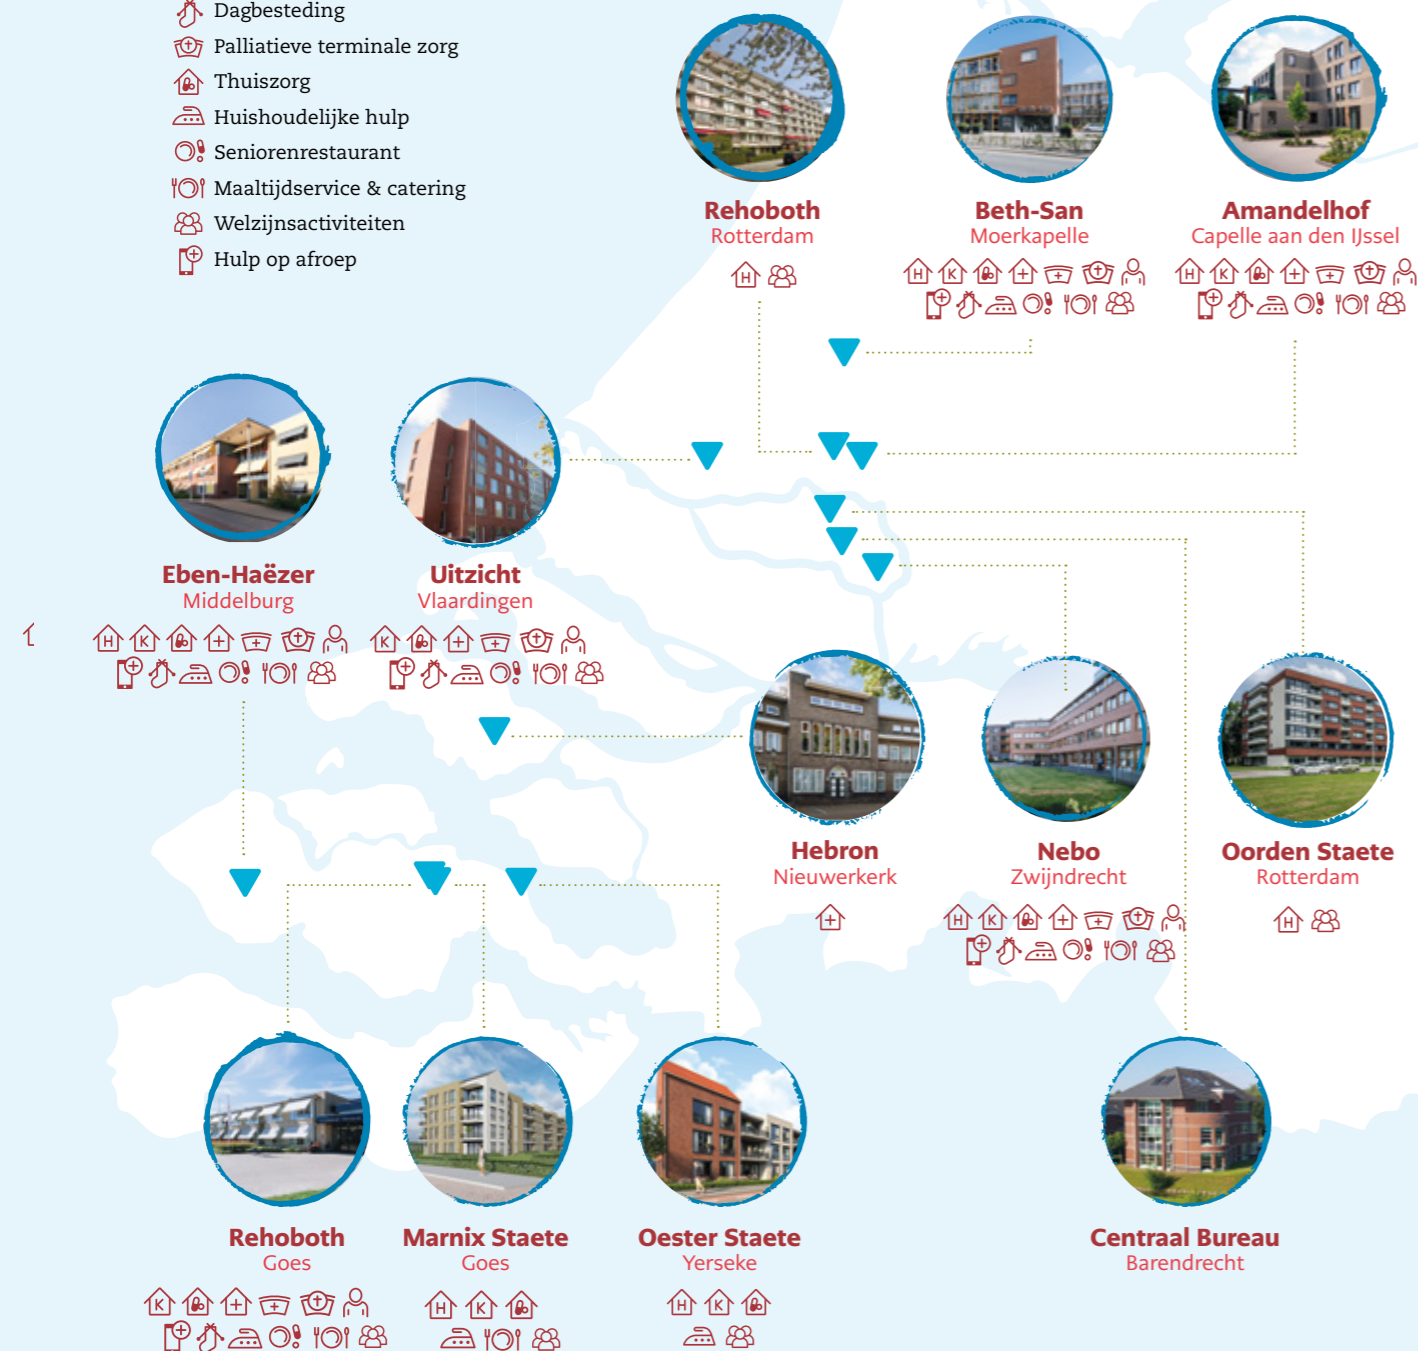 Dagbesteding
Palliatieve terminale zorg
Thuiszorg
Huishoudelijke hulp
Seniorenrestaurant
Maaltijdservice & catering
Welzijnsactiviteiten
Hulp op afroep
Rehoboth
Rotterdam
H
Beth-San
Moerkapelle
H K
Amandelhof
Capelle aan den IJssel
H K
Eben-Haëzer
Middelburg
H K
Uitzicht
Vlaardingen
K
Hebron
Nieuwerkerk
Nebo
Zwijndrecht
H K
Oorden Staete
Rotterdam
H
Rehoboth
Goes
K
Marnix Staete
Goes
H K
Oester Staete
Yerseke
H K
Centraal Bureau
Barendrecht